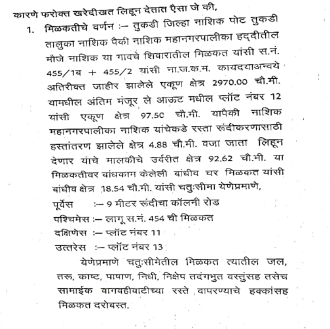 कारणे फरोक्त खरेदीखत लिहून देतात ऐसा जे की,
1. मिळकतीचे वर्णन :- तुकडी जिल्हा नाशिक पोट तुकडी
तालुका नाशिक पैकी नाशिक महानगरपालीका हद्दीतील
मौजे नाशिक या गावचे शिवारातील मिळकत यांसी स.नं.
455/1ब + 455/2 यांसी ना.ज.क.म. कायदयाअन्वये
अतिरीक्त जाहीर झालेले एकूण क्षेत्र 2970.00 चौ.मी.
यामधील अंतिम मंजूर ले आऊट मधील प्लॉट नंबर 12
यांसी एकूण क्षेत्र 97.50 चौ.मी. यापैकी नाशिक
महानगरपालीका नाशिक यांचेकडे रस्ता रूंदीकरणासाठी
हस्तांतरण झालेले क्षेत्र 4.88 चौ.मी. वजा जाता लिहून
देणार यांचे मालकीचे उर्वरीत क्षेत्र 92.62 चौ.मी. या
मिळकतीवर बांधकाम केलेली बांधीव घर मिळकत यांसी
बांधीव क्षेत्र 18.54 चौ.मी. यांसी चतु:सीमा येणेप्रमाणे,
पूर्वेस :- 9 मीटर रूंदीचा कॉलनी रोड
पश्चिमेस :- लागू स.नं. 454 ची मिळकत
दक्षिणेस :- प्लॉट नंबर 11
उत्तरेस :- प्लॉट नंबर 13
येणेप्रमाणे चतु:सीमेतील मिळकत त्यातील जल,
तरू, काष्ट, पाषाण, निधी, निक्षेप तदंगभुत वस्तुंसह तसेच
सामाईक वागवहीवाटीच्या रस्ते वापरण्याचे हक्कांसह
मिळकत दरोबस्त.